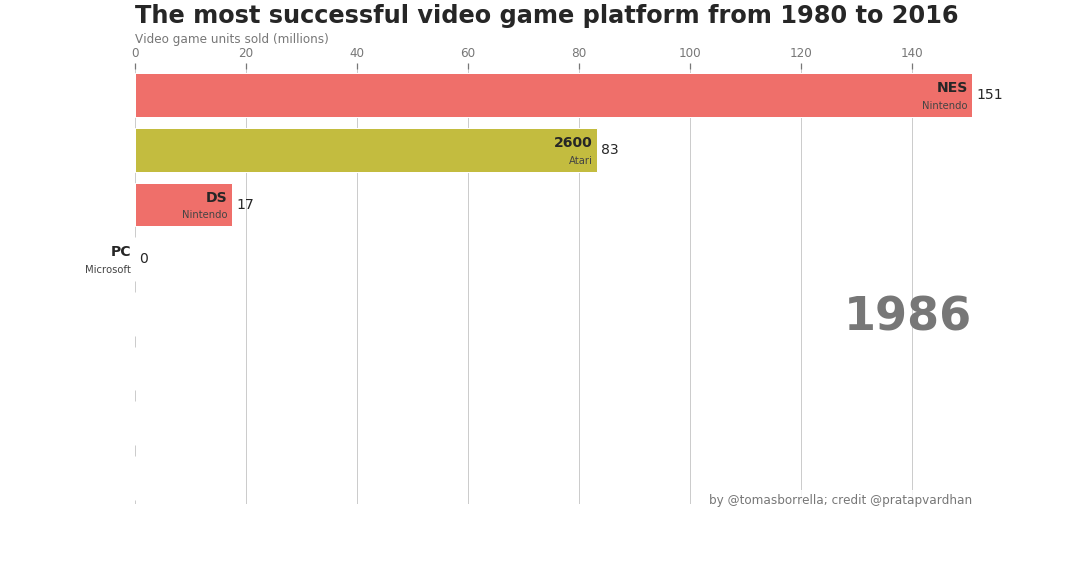 The most successful video game platform from 1980 to 2016
Video game units sold (millions)
0 20 40 60 80 100 120 140
NES 151
Nintendo
2600 83
Atari
DS 17
Nintendo
PC 0
Microsoft
1986
by @tomasborrella; credit @pratapvardhan